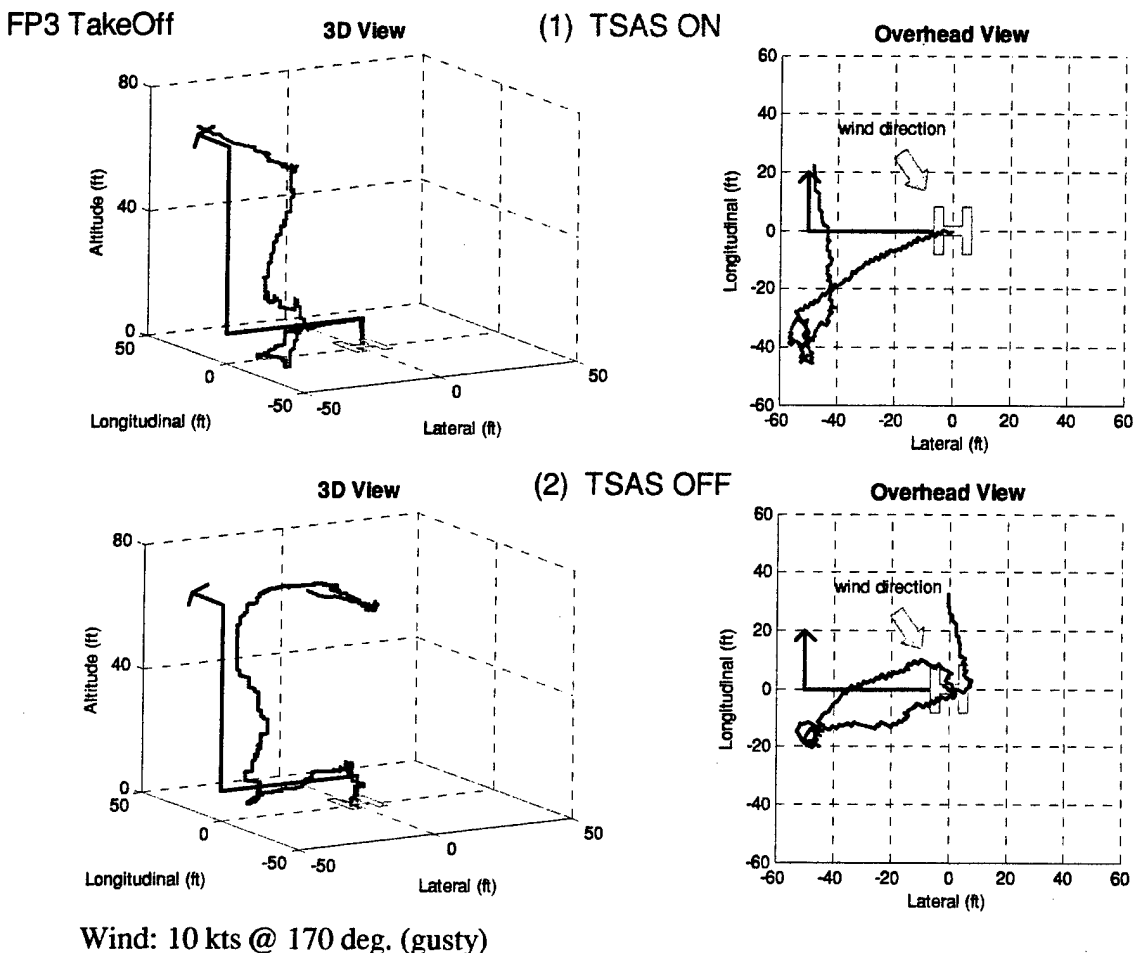 FP3 TakeOff
3D View
(1) TSAS ON
Overhead View
80
40
0
50
0
-50
-50
0
50
Altitude (ft)
Longitudinal (ft)
Lateral (ft)
60
40
20
0
-20
-40
-60
-60
-40
-20
0
20
40
60
wind direction
H
Longitudinal (ft)
Lateral (ft)
3D View
(2) TSAS OFF
Overhead View
80
40
0
50
0
-50
-50
0
50
Altitude (ft)
Longitudinal (ft)
Lateral (ft)
60
40
20
0
-20
-40
-60
-60
-40
-20
0
20
40
60
wind direction
H
Longitudinal (ft)
Lateral (ft)
Wind: 10 kts @ 170 deg. (gusty)